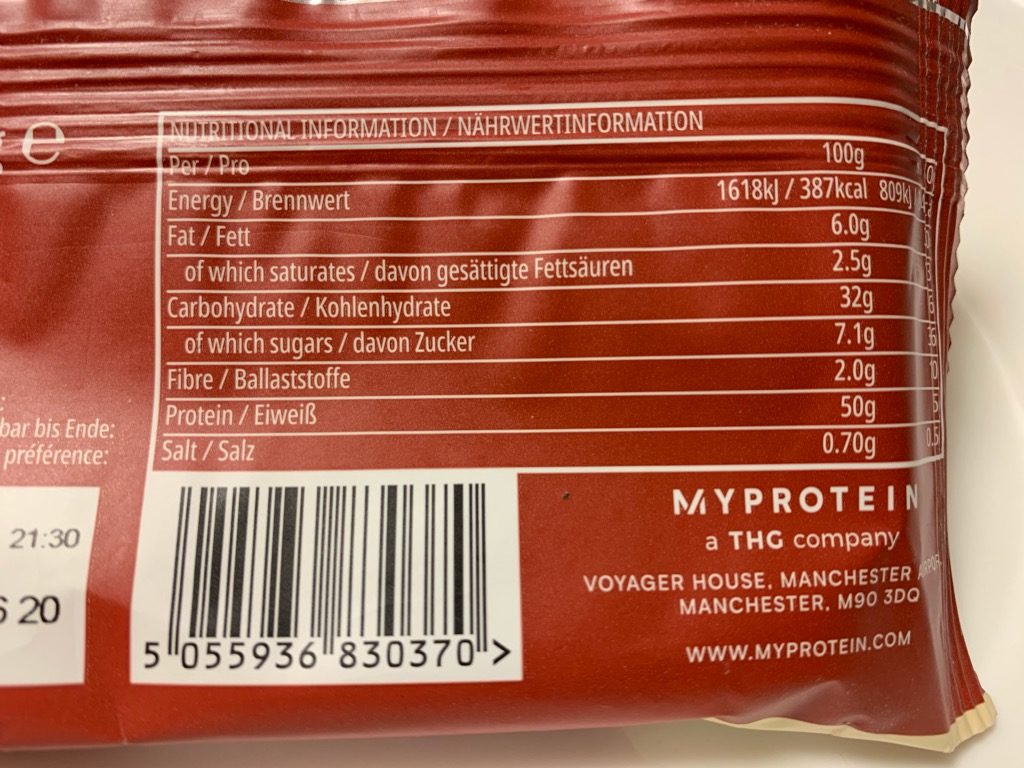 e
NUTRITIONAL INFORMATION / NÄHRWERTINFORMATION
Per / Pro 100g
Energy / Brennwert 1618kJ / 387kcal 809kJ
Fat / Fett 6.0g
of which saturates / davon gesättigte Fettsäuren 2.5g
Carbohydrate / Kohlenhydrate 32g
of which sugars / davon Zucker 7.1g
Fibre / Ballaststoffe 2.0g
Protein / Eiweiß 50g
Salt / Salz 0.70g
bar bis Ende:
préférence:
21:30
20
5 055936 830370 >
MYPROTEIN
a THG company
VOYAGER HOUSE, MANCHESTER
MANCHESTER, M90 3DQ
WWW.MYPROTEIN.COM